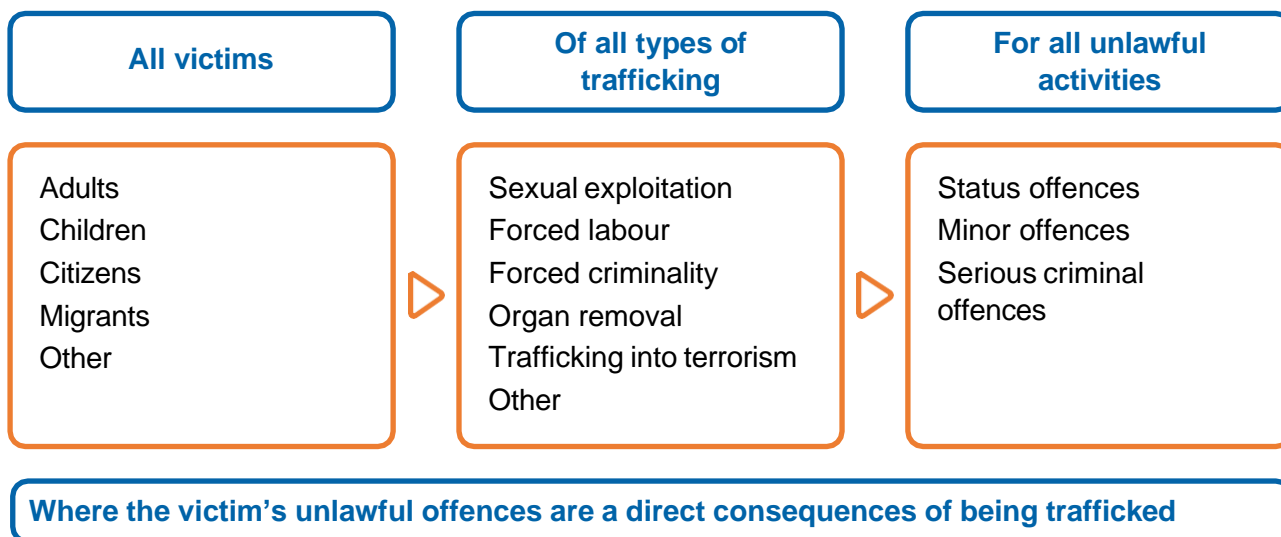 All victims
Of all types of
trafficking
For all unlawful
activities
Adults
Children
Citizens
Migrants
Other
Sexual exploitation
Forced labour
Forced criminality
Organ removal
Trafficking into terrorism
Other
Status offences
Minor offences
Serious criminal
offences
Where the victim's unlawful offences are a direct consequences of being trafficked